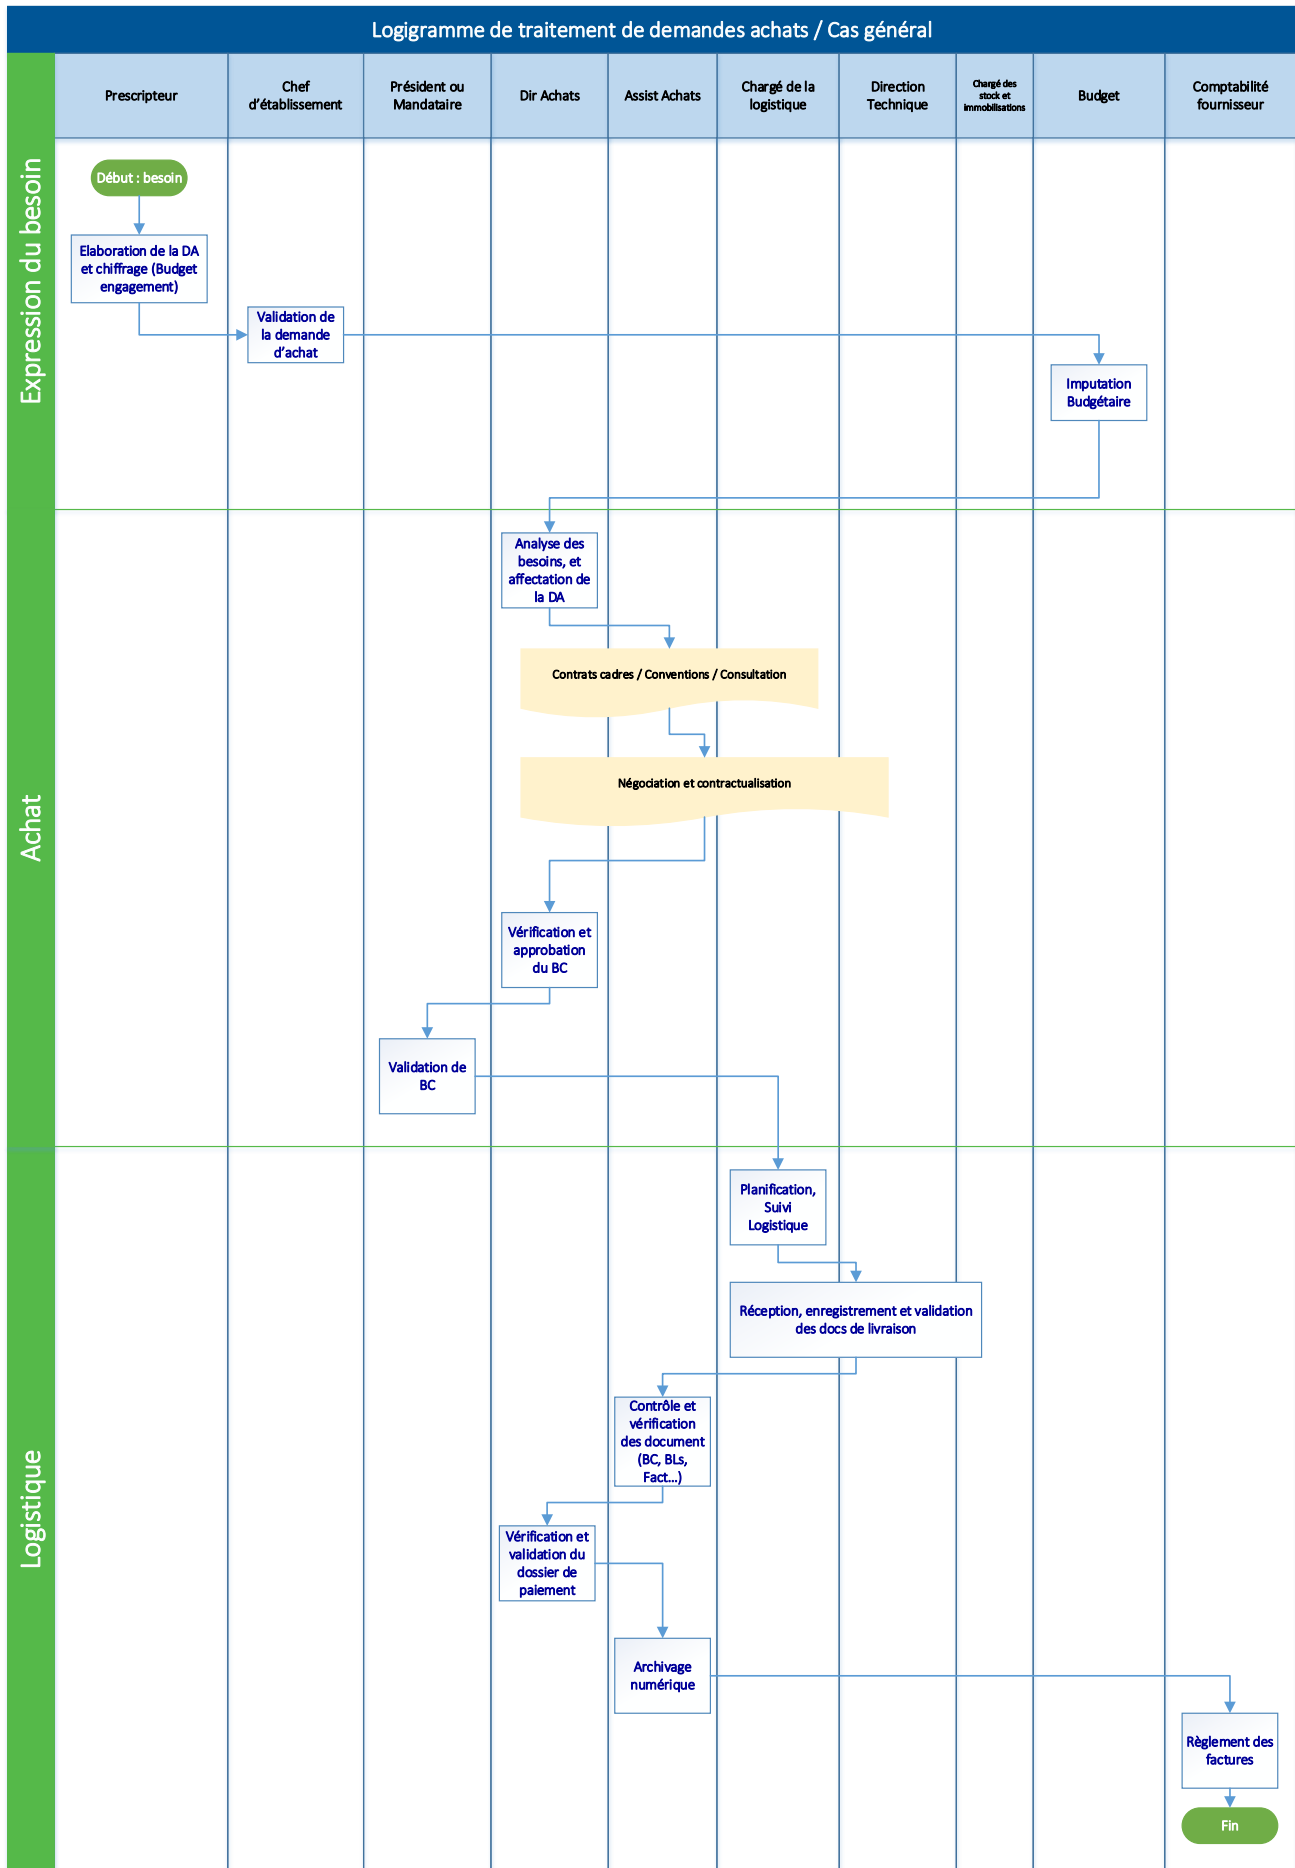 Logigramme de traitement de demandes achats / Cas général
Prescripteur
Chef
d'établissement
Président ou
Mandataire
Dir Achats
Assist Achats
Chargé de la
logistique
Direction
Technique
Chargé des
stock et
immobilisations
Budget
Comptabilité
fournisseur
Expression du besoin
Début : besoin
Elaboration de la DA
et chiffrage (Budget
engagement)
Validation de
la demande
d'achat
Imputation
Budgétaire
Achat
Analyse des
besoins, et
affectation de
la DA
Contrats cadres / Conventions / Consultation
Négociation et contractualisation
Vérification et
approbation
du BC
Validation de
BC
Logistique
Planification,
Suivi
Logistique
Réception, enregistrement et validation
des docs de livraison
Contrôle et
vérification
des document
(BC, BLs,
Fact...)
Vérification et
validation du
dossier de
paiement
Archivage
numérique
Règlement des
factures
Fin